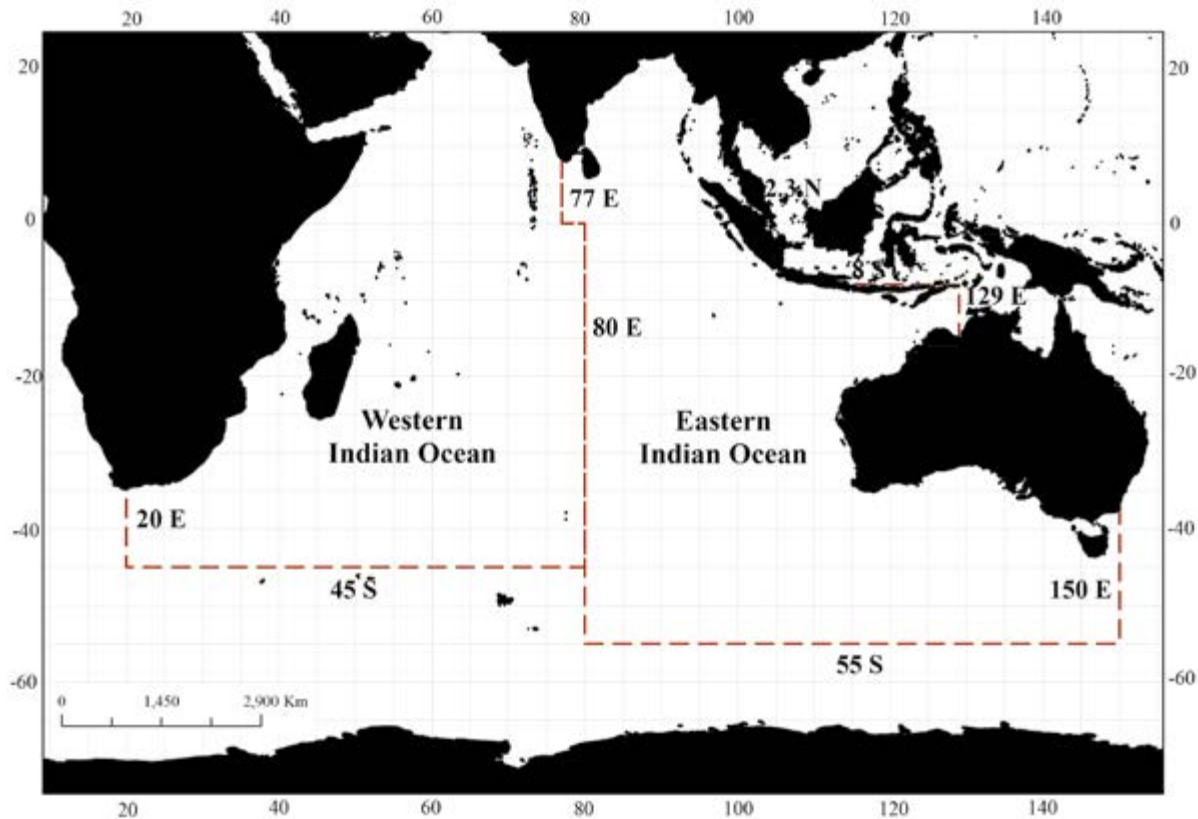 20 40 60 80 100 120 140
20 20
77 E
2.3 N
0 0
8 S
129 E
80 E
-20 -20
Western
Indian Ocean
Eastern
Indian Ocean
20 E
-40 -40
45 S
150 E
55 S
-60 -60
0 1,450 2,900 Km
20 40 60 80 100 120 140